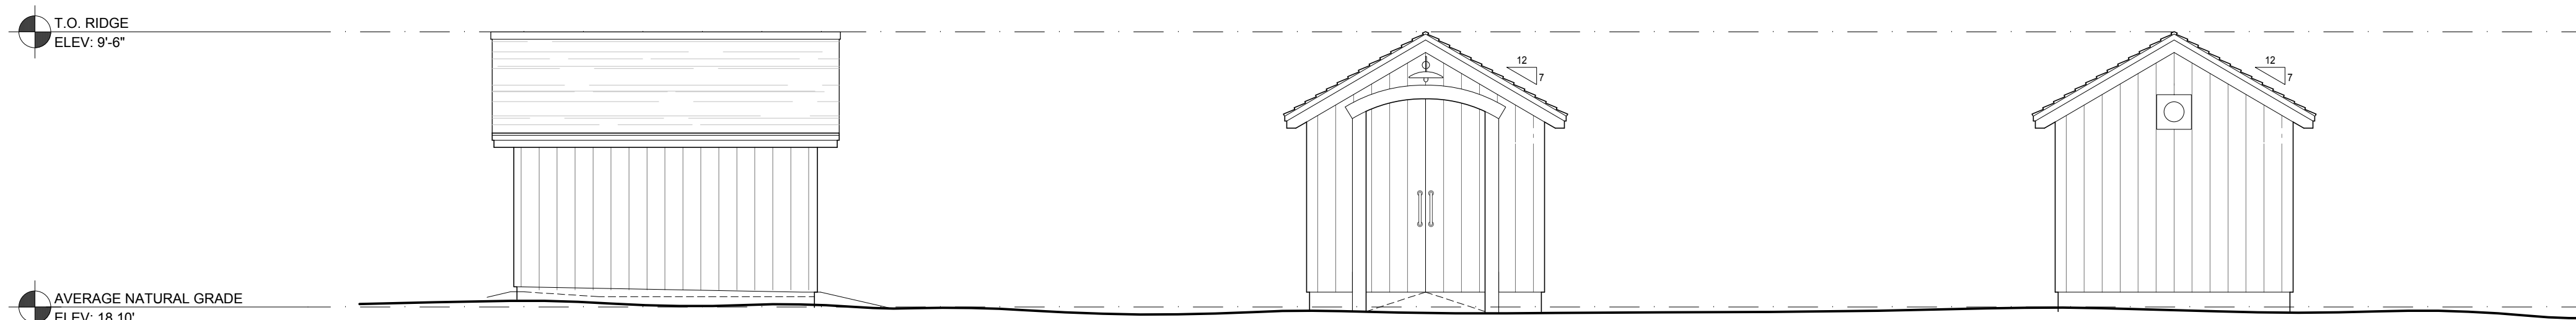 T.O. RIDGE
ELEV: 9'-6"
12
7
12
7
AVERAGE NATURAL GRADE
ELEV: 18.10'